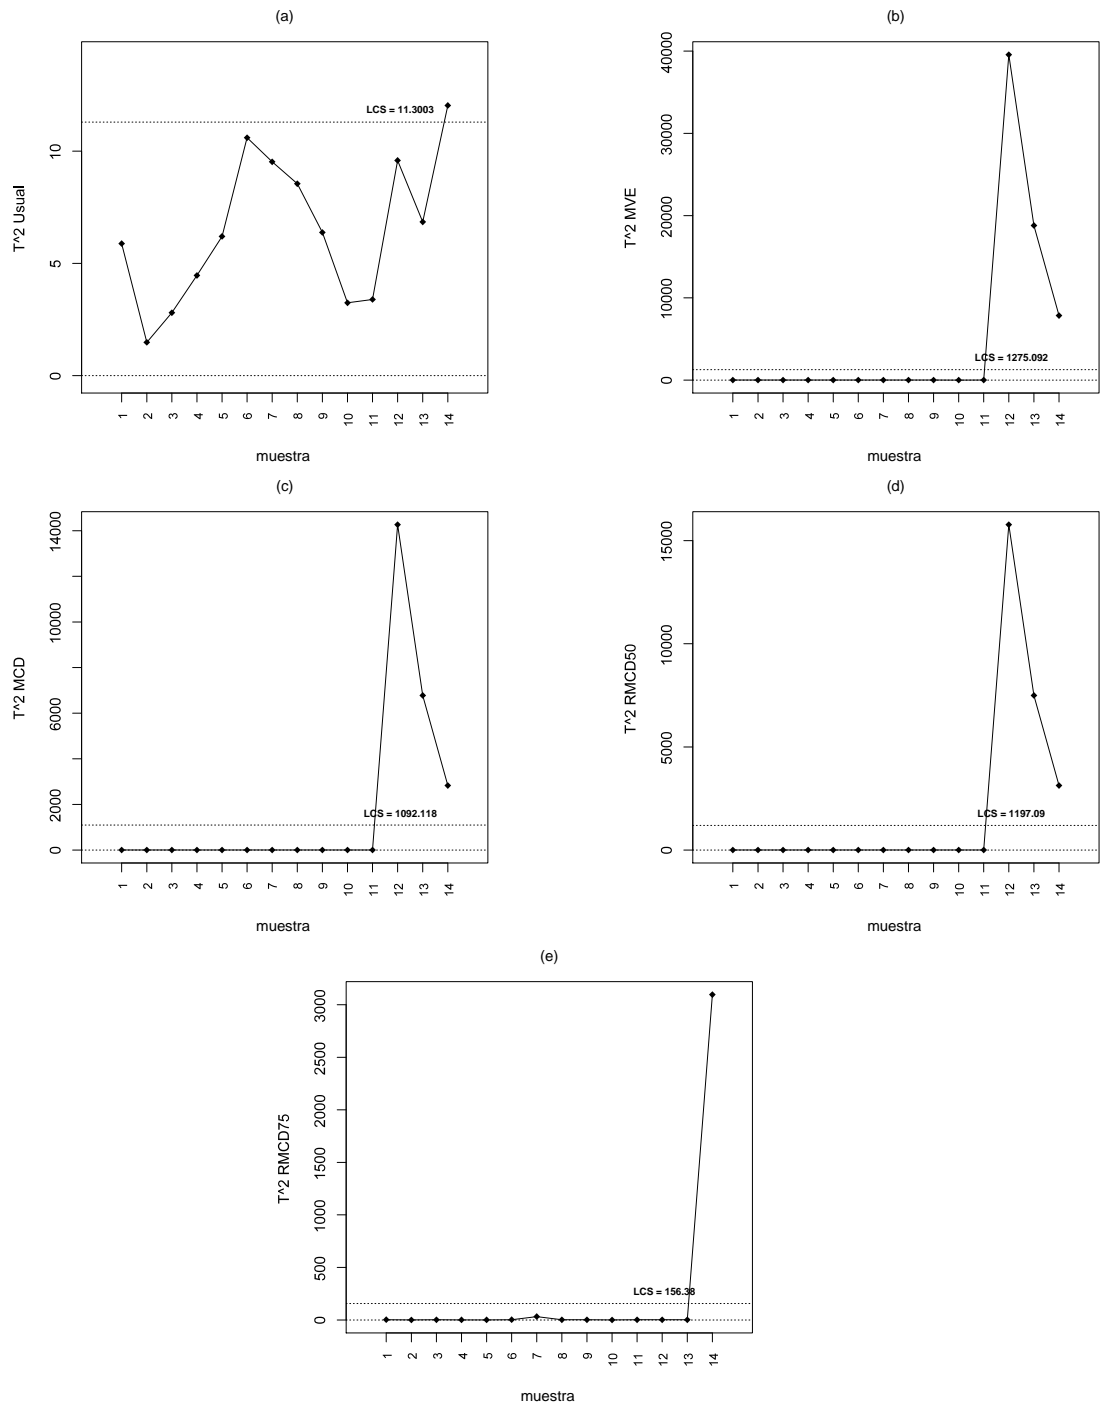 (a)
T^2 Usual
10
5
0
LCS = 11.3003
1 2 3 4 5 6 7 8 9 10 11 12 13 14
muestra
(b)
T^2 MVE
40000
30000
20000
10000
0
LCS = 1275.092
1 2 3 4 5 6 7 8 9 10 11 12 13 14
muestra
(c)
T^2 MCD
14000
10000
6000
2000
0
LCS = 1092.118
1 2 3 4 5 6 7 8 9 10 11 12 13 14
muestra
(d)
T^2 RMCD50
15000
10000
5000
0
LCS = 1197.09
1 2 3 4 5 6 7 8 9 10 11 12 13 14
muestra
(e)
T^2 RMCD75
3000
2500
2000
1500
1000
500
0
LCS = 156.38
1 2 3 4 5 6 7 8 9 10 11 12 13 14
muestra